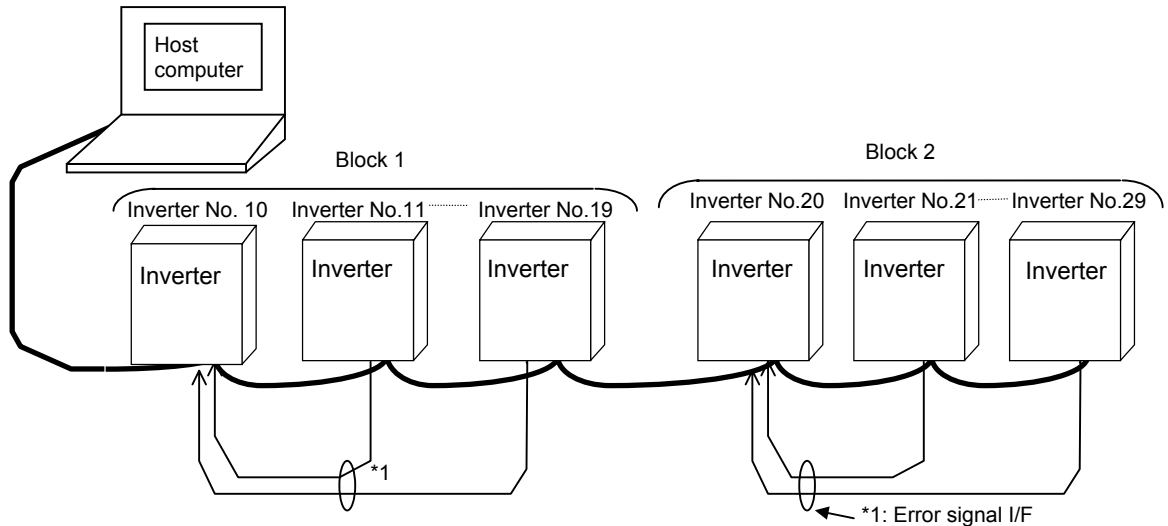 Host
computer
Block 1
Block 2
Inverter No. 10
Inverter No.11
Inverter No.19
Inverter No.20
Inverter No.21
Inverter No.29
Inverter
Inverter
Inverter
Inverter
Inverter
Inverter
*1
*1: Error signal I/F